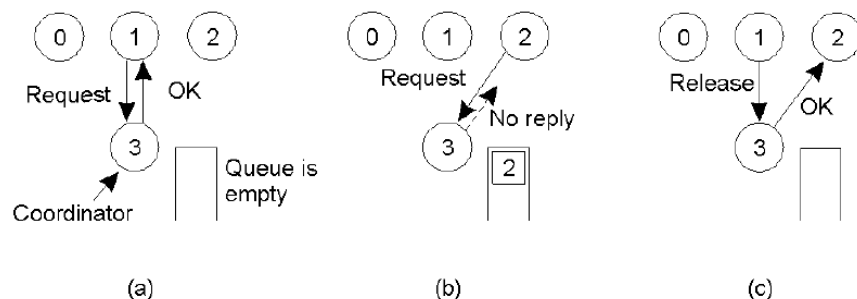 0 1 2
Request OK
3
Coordinator
Queue is
empty
(a)
0 1 2
Request
No reply
3
2
(b)
0 1 2
Release
OK
3
(c)